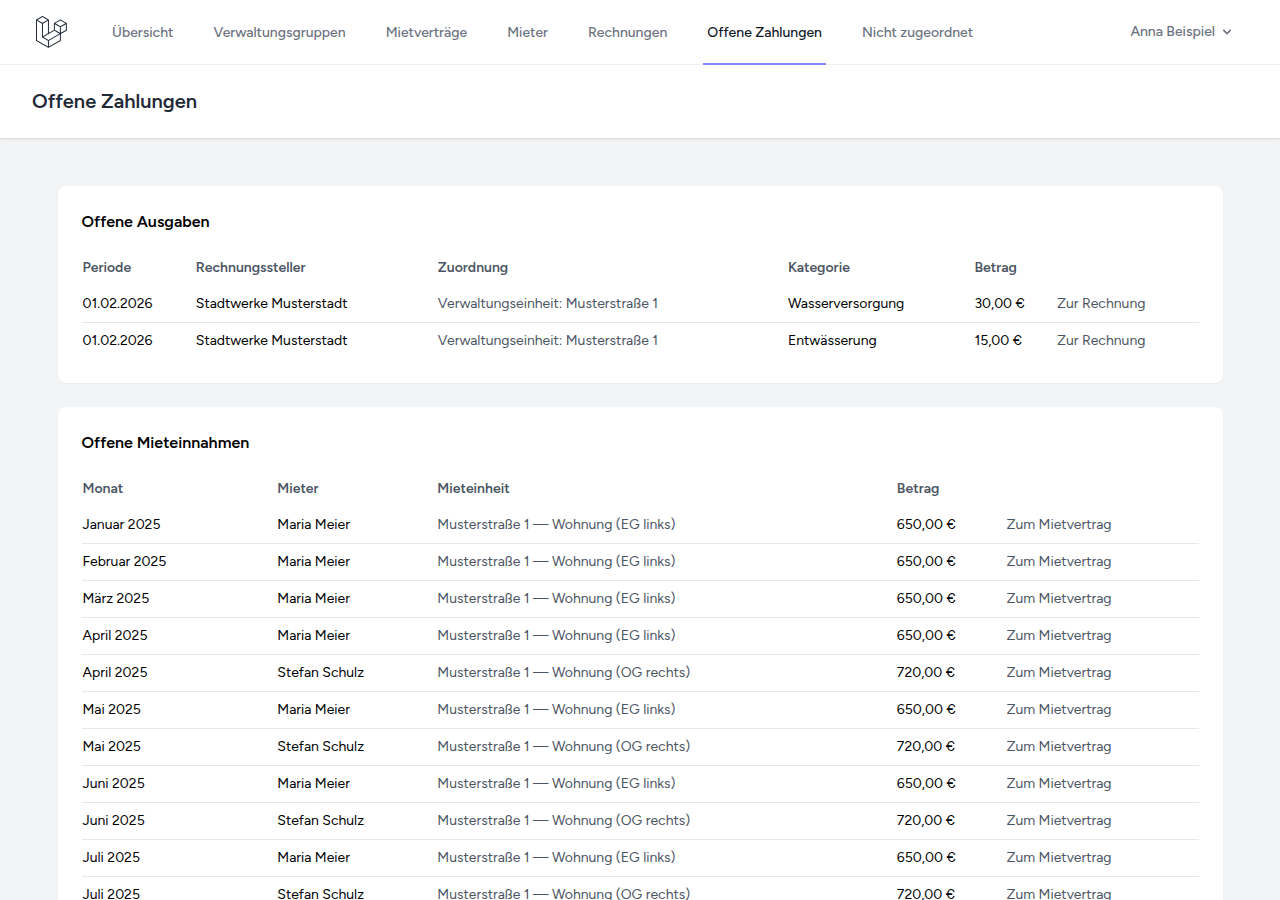 Übersicht Verwaltungsgruppen Mietverträge Mieter Rechnungen Offene Zahlungen Nicht zugeordnet Anna Beispiel
Offene Zahlungen
Offene Ausgaben
Periode Rechnungssteller Zuordnung Kategorie Betrag
01.02.2026 Stadtwerke Musterstadt Verwaltungseinheit: Musterstraße 1 Wasserversorgung 30,00 € Zur Rechnung
01.02.2026 Stadtwerke Musterstadt Verwaltungseinheit: Musterstraße 1 Entwässerung 15,00 € Zur Rechnung
Offene Mieteinnahmen
Monat Mieter Mieteinheit Betrag
Januar 2025 Maria Meier Musterstraße 1 — Wohnung (EG links) 650,00 € Zum Mietvertrag
Februar 2025 Maria Meier Musterstraße 1 — Wohnung (EG links) 650,00 € Zum Mietvertrag
März 2025 Maria Meier Musterstraße 1 — Wohnung (EG links) 650,00 € Zum Mietvertrag
April 2025 Maria Meier Musterstraße 1 — Wohnung (EG links) 650,00 € Zum Mietvertrag
April 2025 Stefan Schulz Musterstraße 1 — Wohnung (OG rechts) 720,00 € Zum Mietvertrag
Mai 2025 Maria Meier Musterstraße 1 — Wohnung (EG links) 650,00 € Zum Mietvertrag
Mai 2025 Stefan Schulz Musterstraße 1 — Wohnung (OG rechts) 720,00 € Zum Mietvertrag
Juni 2025 Maria Meier Musterstraße 1 — Wohnung (EG links) 650,00 € Zum Mietvertrag
Juni 2025 Stefan Schulz Musterstraße 1 — Wohnung (OG rechts) 720,00 € Zum Mietvertrag
Juli 2025 Maria Meier Musterstraße 1 — Wohnung (EG links) 650,00 € Zum Mietvertrag
Juli 2025 Stefan Schulz Musterstraße 1 — Wohnung (OG rechts) 720,00 € Zum Mietvertrag